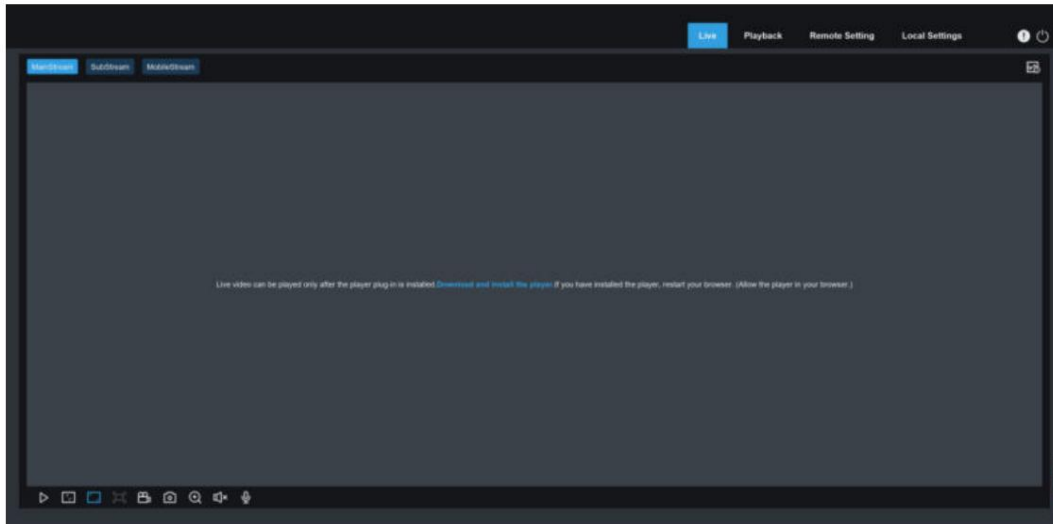 Live Playback Remote Setting Local Settings
MainStream SubStream MobileStream
Live video can be played only after the player plug-in is installed.Download and install the player.If you have installed the player, restart your browser. (Allow the player in your browser.)